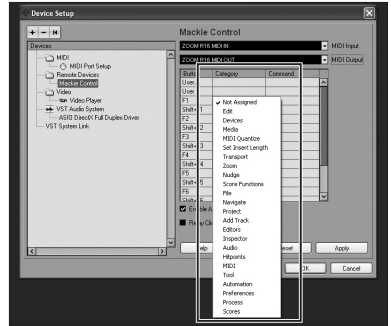 Device Setup
Mackie Control
Devices
MIDI
MIDI Port Setup
Remote Devices
Mackie Control
Video
Video Player
VST Audio System
ASIO DirectX Full Duplex Driver
VST System Link
ZOOM R16 MIDI IN
MIDI Input
ZOOM R16 MIDI OUT
MIDI Output
Butto
Category
Command
User
User
F1
Shift+ 1
F2
Shift+ 2
F3
Shift+ 3
F4
Shift+ 4
F5
Shift+ 5
F6
Shift+ 6
Not Assigned
Edit
Devices
Media
MIDI Quantize
Set Insert Length
Transport
Zoom
Nudge
Score Functions
File
Navigate
Project
Add Track
Editors
Inspector
Audio
Hitpoints
MIDI
Tool
Automation
Preferences
Process
Scores
Apply
Cancel